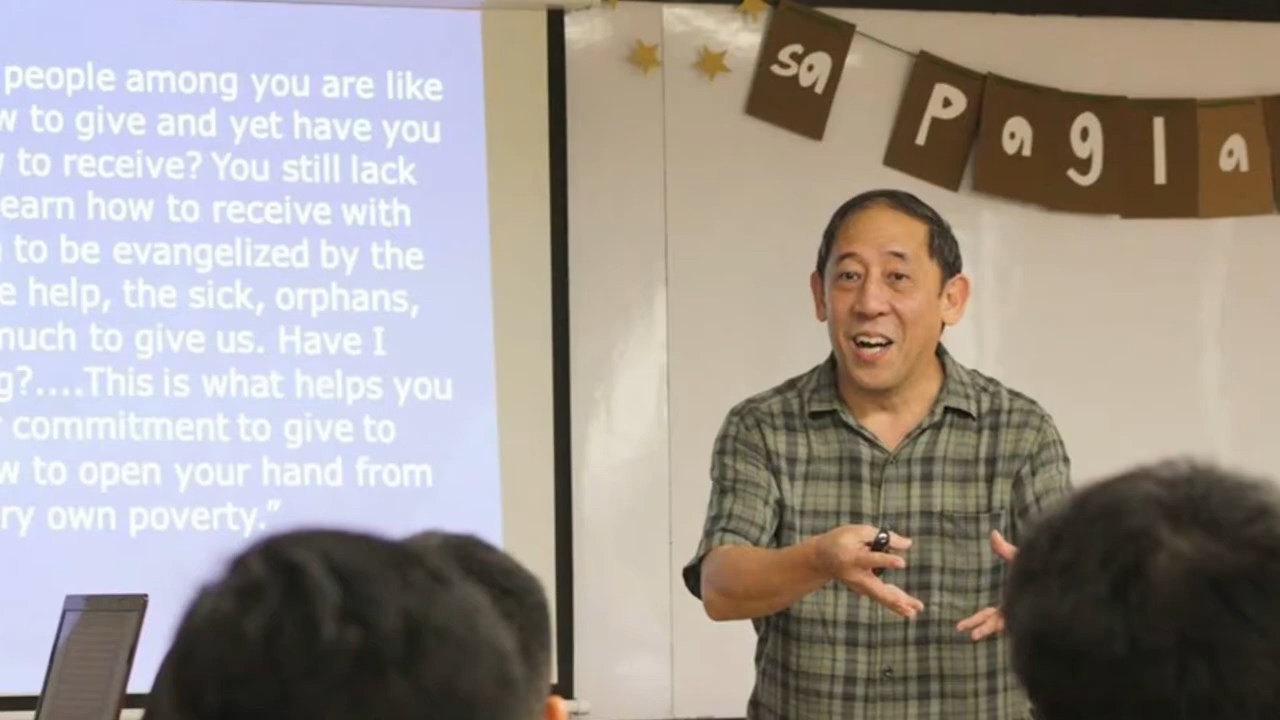 people among you are like
to give and yet have you
to receive? You still lack
earn how to receive with
to be evangelized by the
help, the sick, orphans,
much to give us. Have I
g?....This is what helps you
commitment to give to
w to open your hand from
ry own poverty.”
sa Pagla